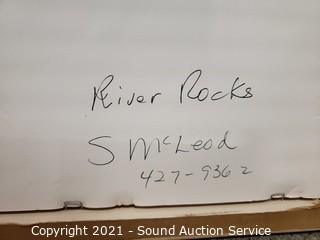 River Rocks
S McLeod
427-9362
Copyright 2021 - Sound Auction Service